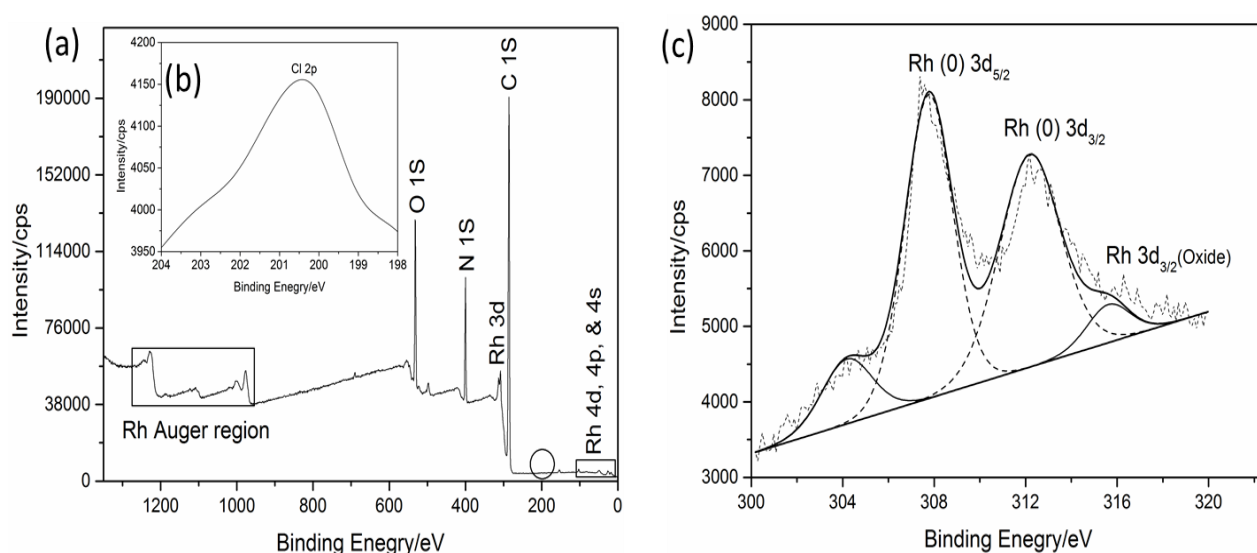 (a)
Intensity/cps
190000
152000
114000
76000
38000
0
1200 1000 800 600 400 200 0
Binding Enegry/eV
O 1S
N 1S
Rh 3d
C 1S
Rh 4d, 4p, & 4s
Rh Auger region
(b)
Cl 2p
Intensity/cps
4200
4150
4100
4050
4000
3950
204 203 202 201 200 199 198
Binding Enegry/eV
(c)
Intensity/cps
9000
8000
7000
6000
5000
4000
3000
300 304 308 312 316 320
Binding Enegry/eV
Rh (0) 3d5/2
Rh (0) 3d3/2
Rh 3d3/2(Oxide)